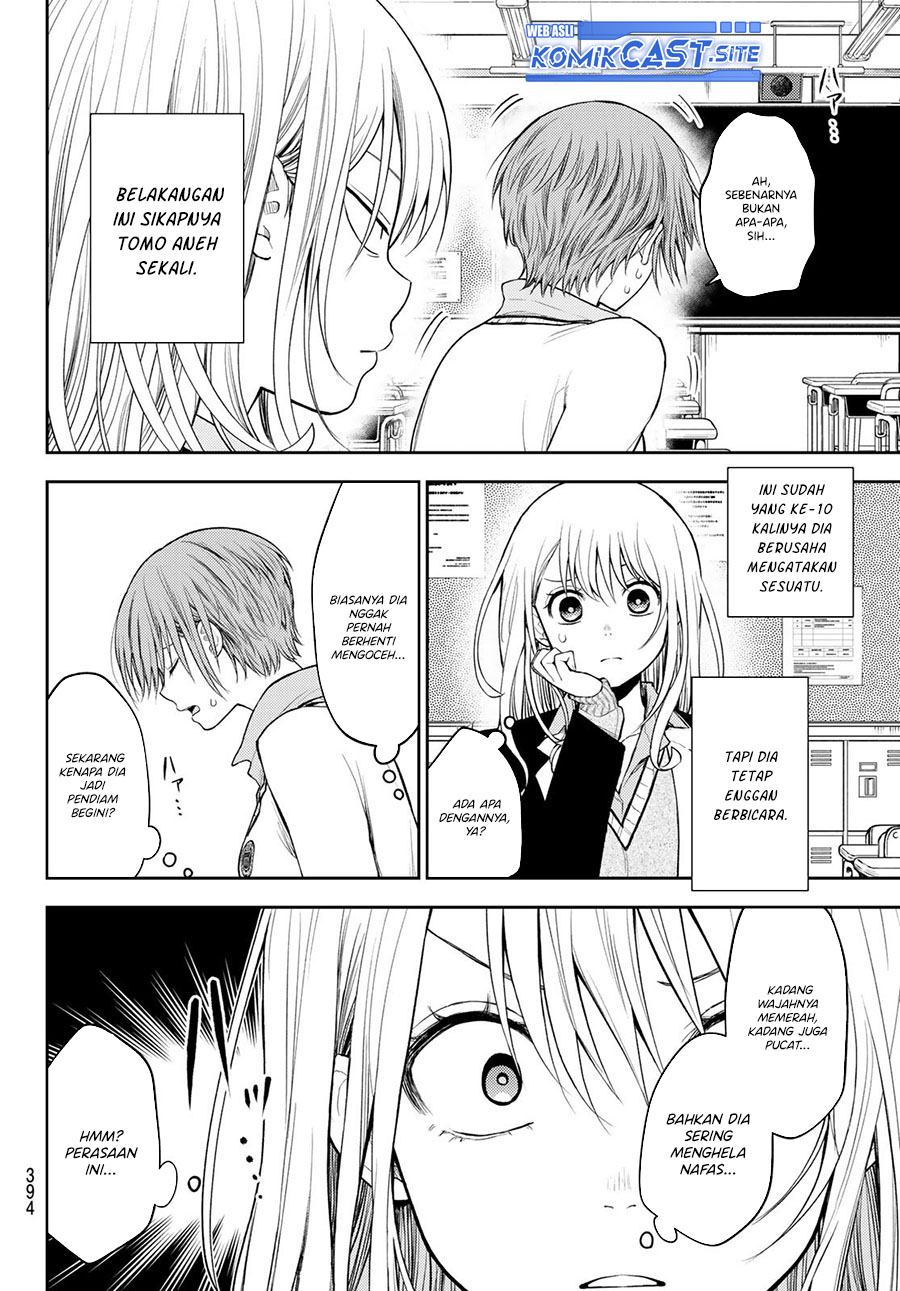 WEB ASLI
KOMIKCAST.SITE
AH,
SEBENARNYA
BUKAN
APA-APA,
SIH...
BELAKANGAN
INI SIKAPNYA
TOMO ANEH
SEKALI.
INI SUDAH
YANG KE-10
KALINYA DIA
BERUSAHA
MENGATAKAN
SESUATU.
TAPI DIA
TETAP
ENGGAN
BERBICARA.
ADA APA
DENGANNYA,
YA?
BIASANYA DIA
NGGAK
PERNAH
BERHENTI
MENGOCEH...
SEKARANG
KENAPA DIA
JADI
PENDIAM
BEGINI?
KADANG
WAJAHNYA
MEMERAH,
KADANG JUGA
PUCAT...
BAHKAN DIA
SERING
MENGHELA
NAFAS...
HMM?
PERASAAN
INI...
394